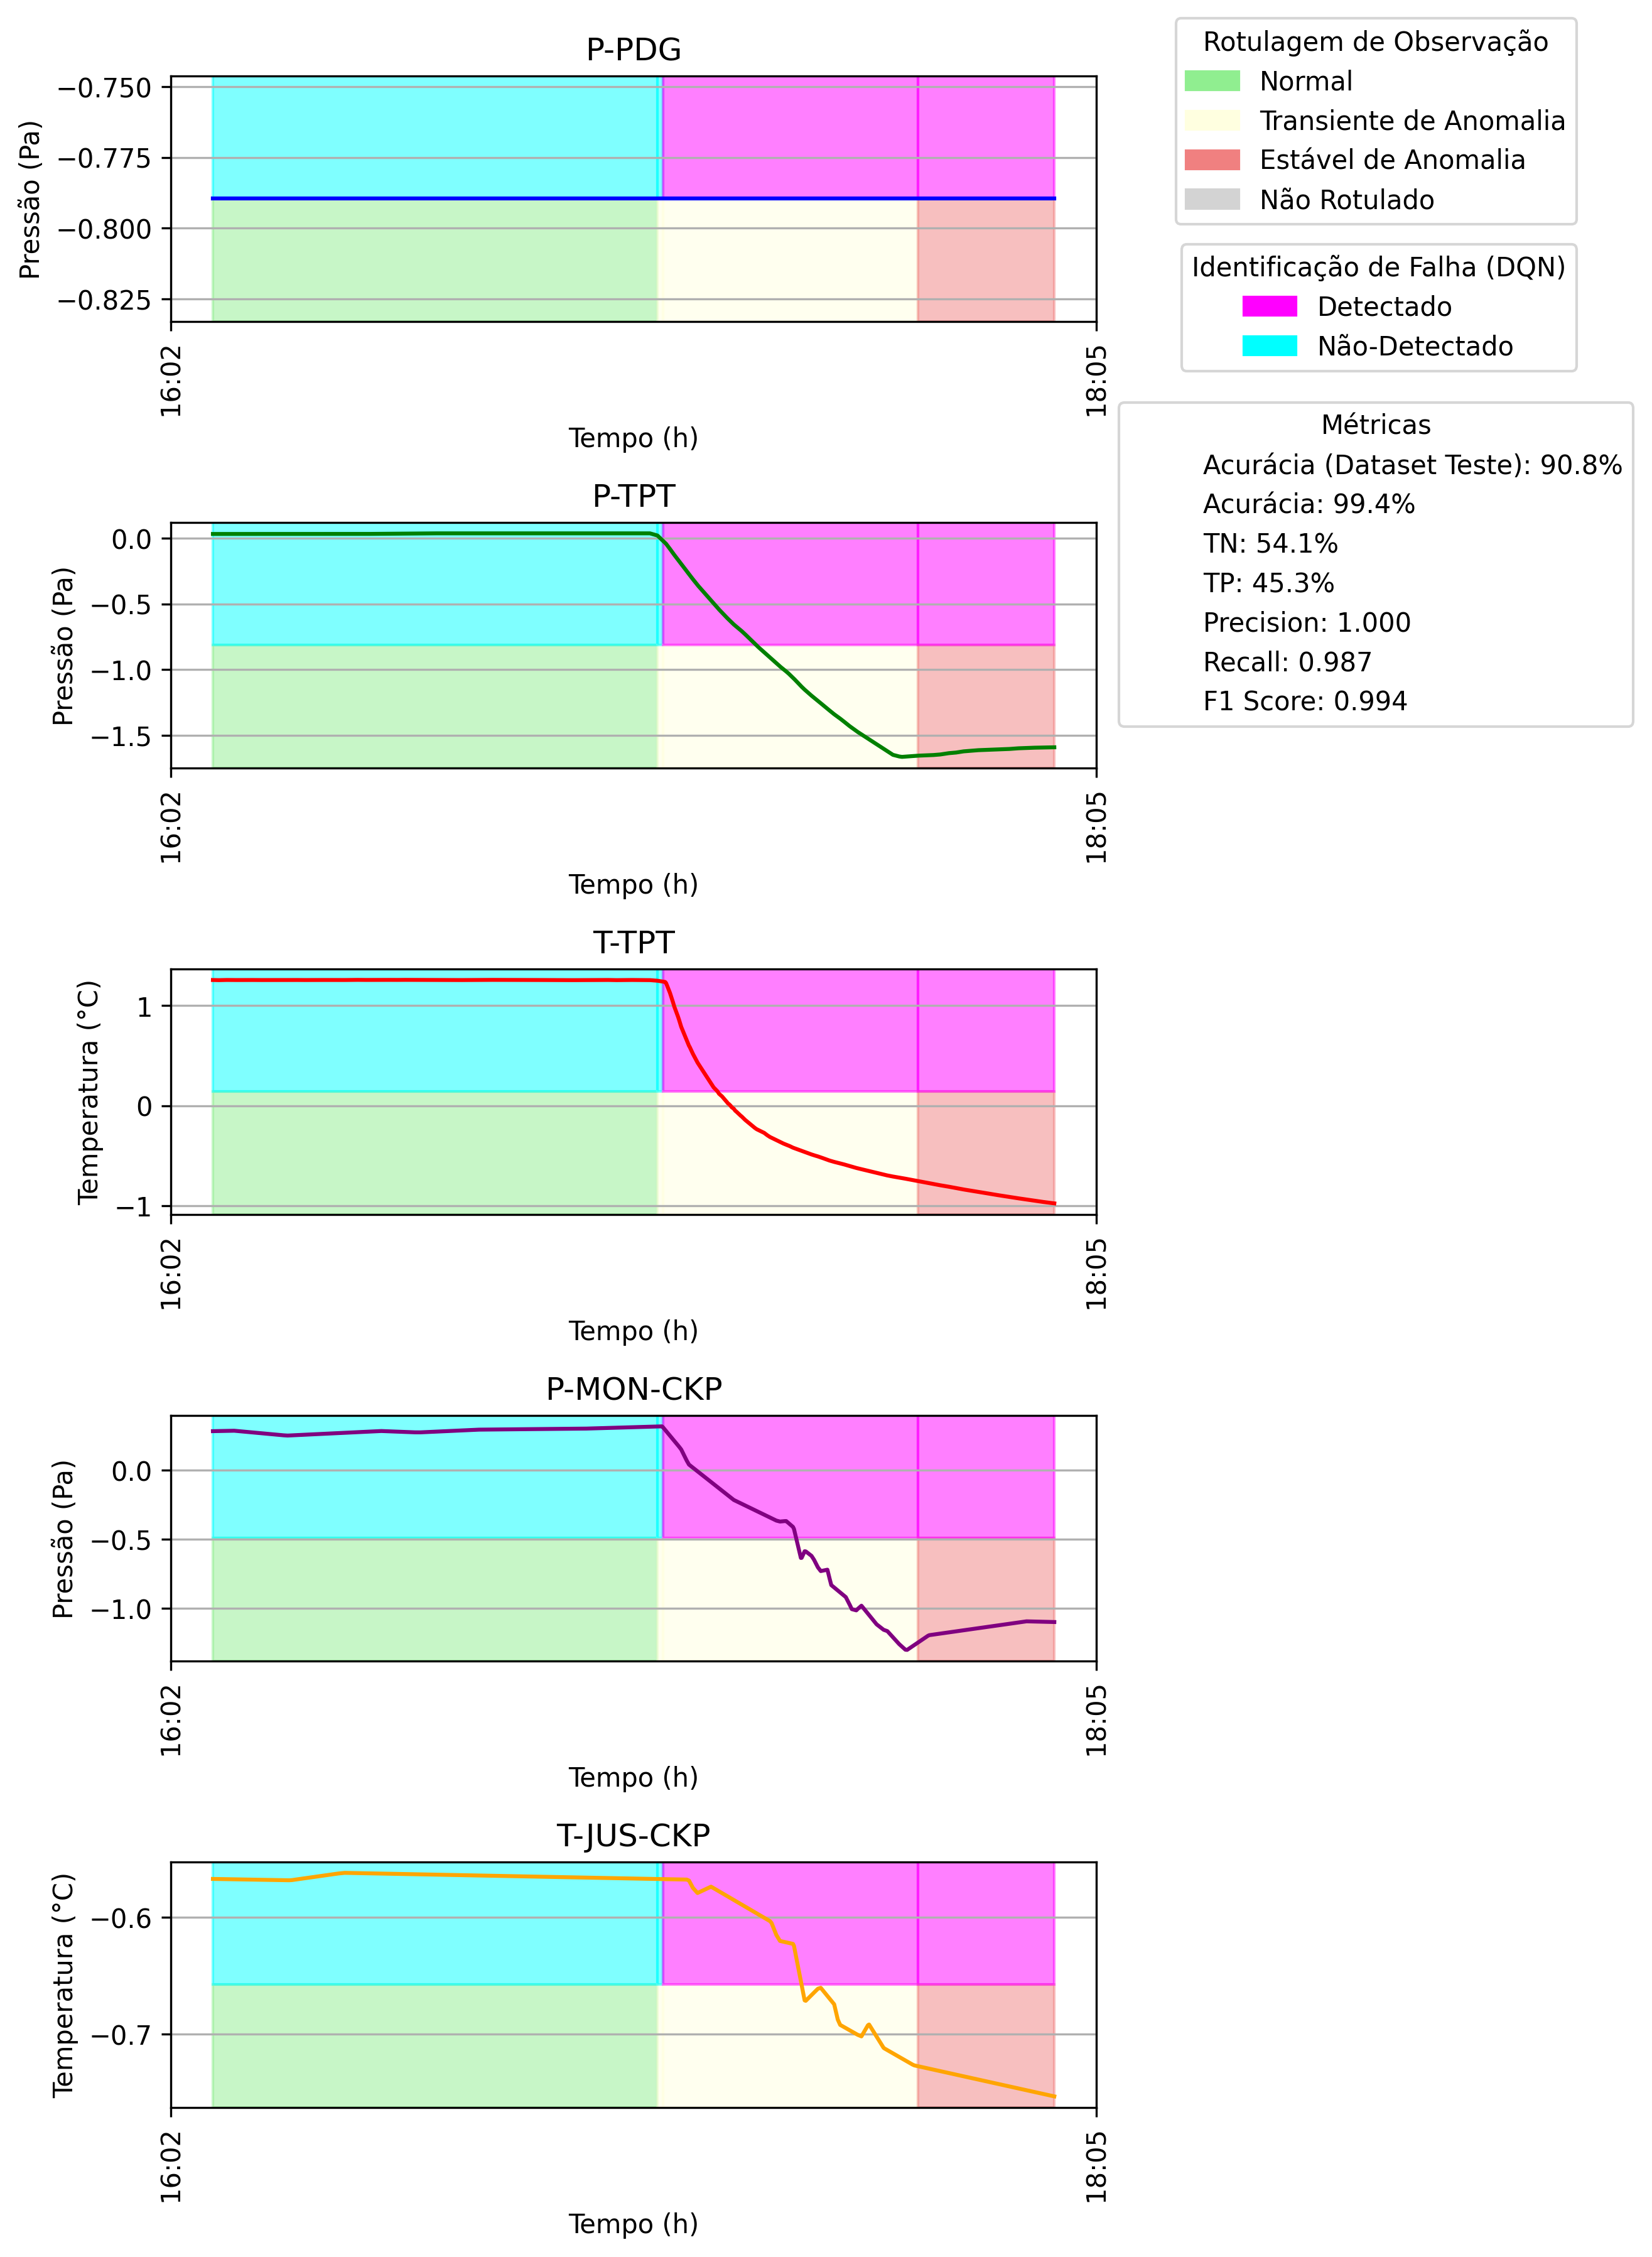 P-PDG
−0.750
−0.775
−0.800
−0.825
Pressão (Pa)
16:02
18:05
Tempo (h)
Rotulagem de Observação
Normal
Transiente de Anomalia
Estável de Anomalia
Não Rotulado
Identificação de Falha (DQN)
Detectado
Não-Detectado
Métricas
Acurácia (Dataset Teste): 90.8%
Acurácia: 99.4%
TN: 54.1%
TP: 45.3%
Precision: 1.000
Recall: 0.987
F1 Score: 0.994
P-TPT
0.0
−0.5
−1.0
−1.5
Pressão (Pa)
16:02
18:05
Tempo (h)
T-TPT
1
0
−1
Temperatura (°C)
16:02
18:05
Tempo (h)
P-MON-CKP
0.0
−0.5
−1.0
Pressão (Pa)
16:02
18:05
Tempo (h)
T-JUS-CKP
−0.6
−0.7
Temperatura (°C)
16:02
18:05
Tempo (h)